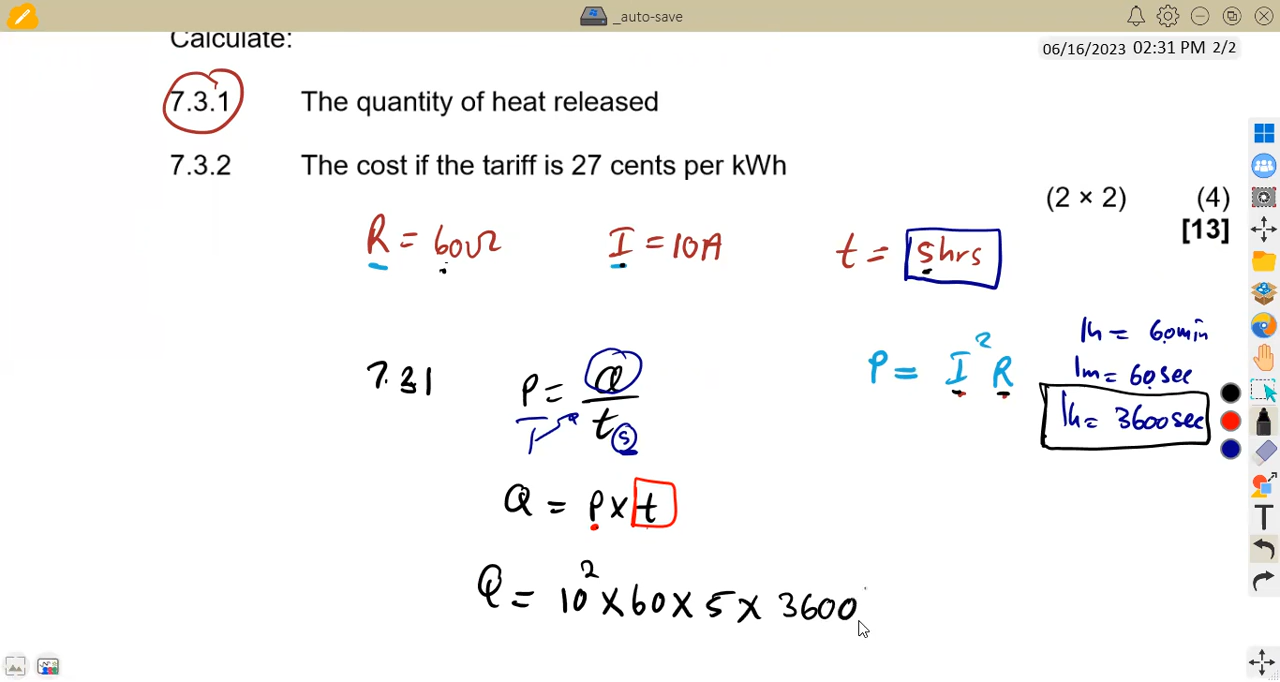 _auto-save
Calculate:
06/16/2023 02:31 PM 2/2
7.3.1 The quantity of heat released
7.3.2 The cost if the tariff is 27 cents per kWh
(2 × 2) (4)
[13]
R = 60Ω I = 10A t = 5hrs
1h = 60min
7.31 P = Q/t(s) P = I²R
1m = 60sec
1h = 3600sec
Q = P × t
Q = 10² × 60 × 5 × 3600
T